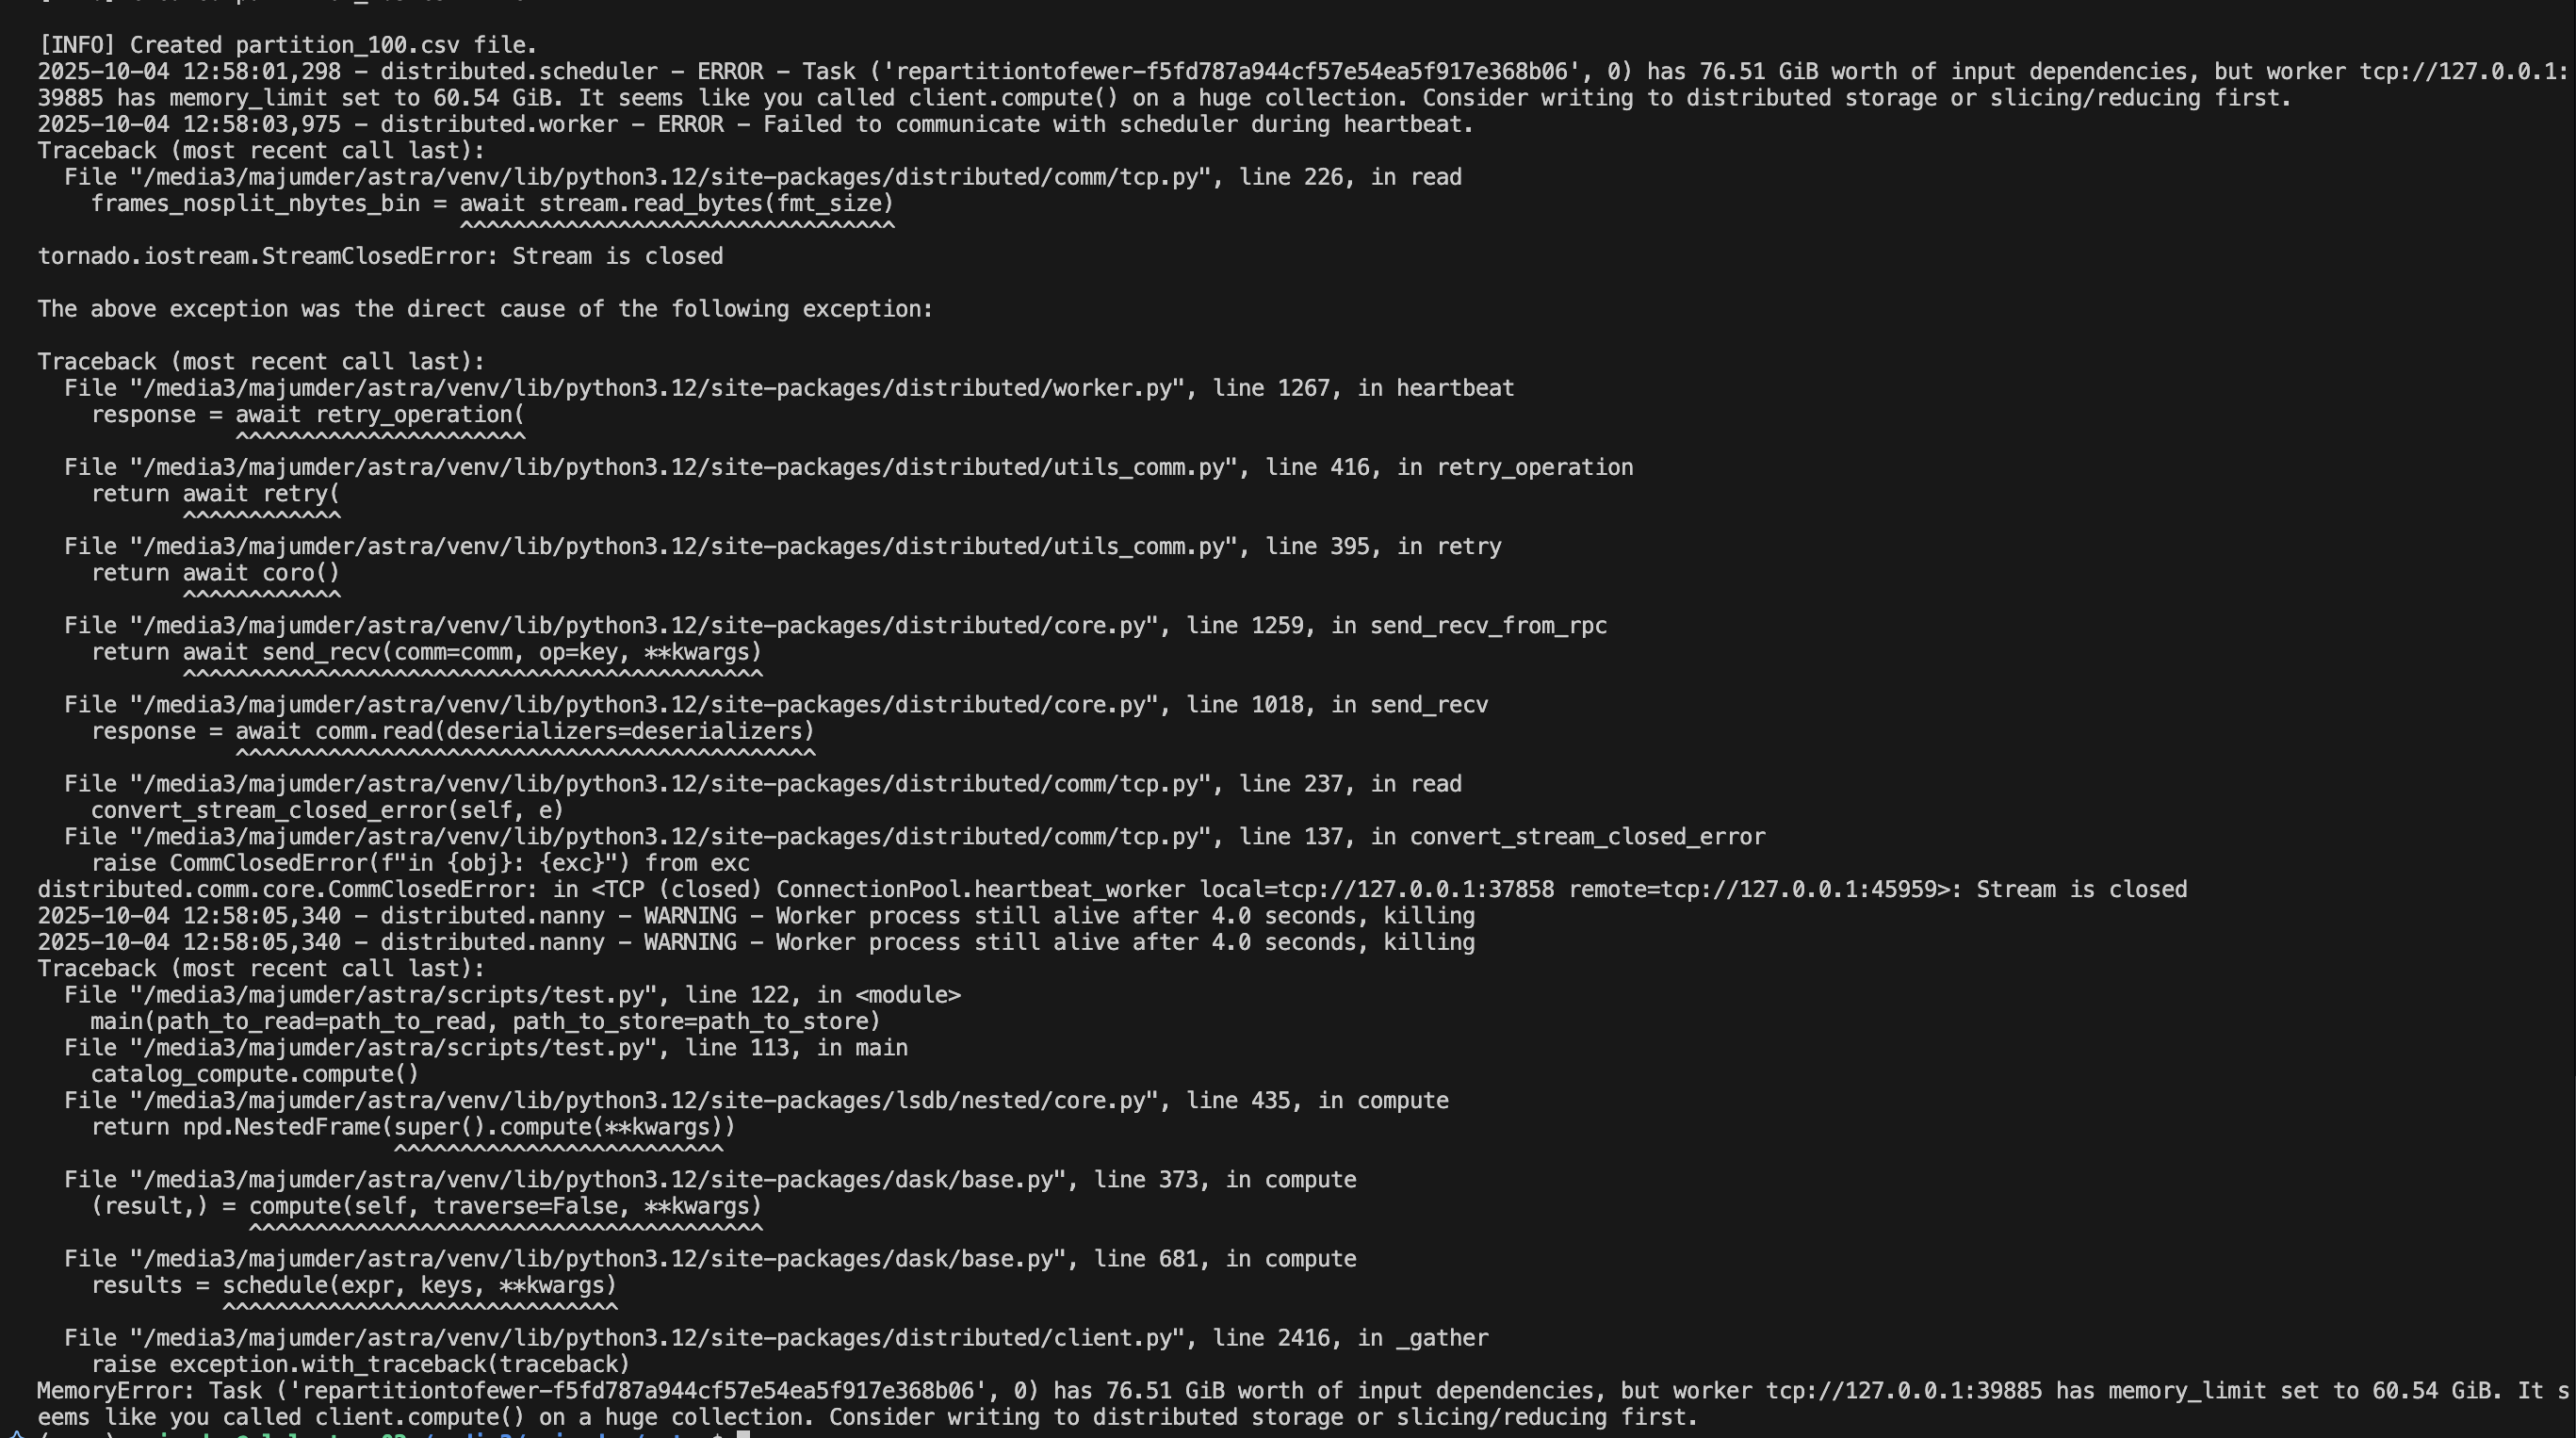 [INFO] Created partition_100.csv file.
2025-10-04 12:58:01,298 - distributed.scheduler - ERROR - Task ('repartitiontofewer-f5fd787a944cf57e54ea5f917e368b06', 0) has 76.51 GiB worth of input dependencies, but worker tcp://127.0.0.1:
39885 has memory_limit set to 60.54 GiB. It seems like you called client.compute() on a huge collection. Consider writing to distributed storage or slicing/reducing first.
2025-10-04 12:58:03,975 - distributed.worker - ERROR - Failed to communicate with scheduler during heartbeat.
Traceback (most recent call last):
  File "/media3/majumder/astra/venv/lib/python3.12/site-packages/distributed/comm/tcp.py", line 226, in read
    frames_nosplit_nbytes_bin = await stream.read_bytes(fmt_size)
                                ^^^^^^^^^^^^^^^^^^^^^^^^^^^^^^^^^
tornado.iostream.StreamClosedError: Stream is closed

The above exception was the direct cause of the following exception:

Traceback (most recent call last):
  File "/media3/majumder/astra/venv/lib/python3.12/site-packages/distributed/worker.py", line 1267, in heartbeat
    response = await retry_operation(
               ^^^^^^^^^^^^^^^^^^^^^^
  File "/media3/majumder/astra/venv/lib/python3.12/site-packages/distributed/utils_comm.py", line 416, in retry_operation
    return await retry(
           ^^^^^^^^^^^^
  File "/media3/majumder/astra/venv/lib/python3.12/site-packages/distributed/utils_comm.py", line 395, in retry
    return await coro()
           ^^^^^^^^^^^^
  File "/media3/majumder/astra/venv/lib/python3.12/site-packages/distributed/core.py", line 1259, in send_recv_from_rpc
    return await send_recv(comm=comm, op=key, **kwargs)
           ^^^^^^^^^^^^^^^^^^^^^^^^^^^^^^^^^^^^^^^^^^^^
  File "/media3/majumder/astra/venv/lib/python3.12/site-packages/distributed/core.py", line 1018, in send_recv
    response = await comm.read(deserializers=deserializers)
               ^^^^^^^^^^^^^^^^^^^^^^^^^^^^^^^^^^^^^^^^^^^^
  File "/media3/majumder/astra/venv/lib/python3.12/site-packages/distributed/comm/tcp.py", line 237, in read
    convert_stream_closed_error(self, e)
  File "/media3/majumder/astra/venv/lib/python3.12/site-packages/distributed/comm/tcp.py", line 137, in convert_stream_closed_error
    raise CommClosedError(f"in {obj}: {exc}") from exc
distributed.comm.core.CommClosedError: in <TCP (closed) ConnectionPool.heartbeat_worker local=tcp://127.0.0.1:37858 remote=tcp://127.0.0.1:45959>: Stream is closed
2025-10-04 12:58:05,340 - distributed.nanny - WARNING - Worker process still alive after 4.0 seconds, killing
2025-10-04 12:58:05,340 - distributed.nanny - WARNING - Worker process still alive after 4.0 seconds, killing
Traceback (most recent call last):
  File "/media3/majumder/astra/scripts/test.py", line 122, in <module>
    main(path_to_read=path_to_read, path_to_store=path_to_store)
  File "/media3/majumder/astra/scripts/test.py", line 113, in main
    catalog_compute.compute()
  File "/media3/majumder/astra/venv/lib/python3.12/site-packages/lsdb/nested/core.py", line 435, in compute
    return npd.NestedFrame(super().compute(**kwargs))
                           ^^^^^^^^^^^^^^^^^^^^^^^^^
  File "/media3/majumder/astra/venv/lib/python3.12/site-packages/dask/base.py", line 373, in compute
    (result,) = compute(self, traverse=False, **kwargs)
                ^^^^^^^^^^^^^^^^^^^^^^^^^^^^^^^^^^^^^^^
  File "/media3/majumder/astra/venv/lib/python3.12/site-packages/dask/base.py", line 681, in compute
    results = schedule(expr, keys, **kwargs)
              ^^^^^^^^^^^^^^^^^^^^^^^^^^^^^^
  File "/media3/majumder/astra/venv/lib/python3.12/site-packages/distributed/client.py", line 2416, in _gather
    raise exception.with_traceback(traceback)
MemoryError: Task ('repartitiontofewer-f5fd787a944cf57e54ea5f917e368b06', 0) has 76.51 GiB worth of input dependencies, but worker tcp://127.0.0.1:39885 has memory_limit set to 60.54 GiB. It s
eems like you called client.compute() on a huge collection. Consider writing to distributed storage or slicing/reducing first.